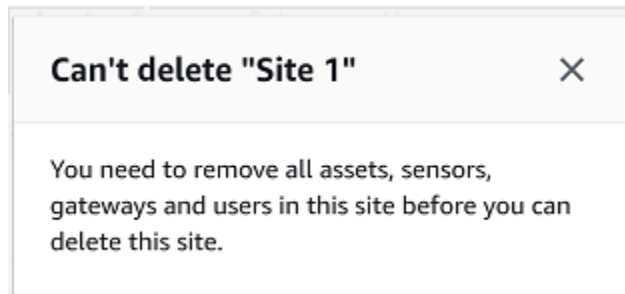 Can't delete "Site 1"
You need to remove all assets, sensors,
gateways and users in this site before you can
delete this site.